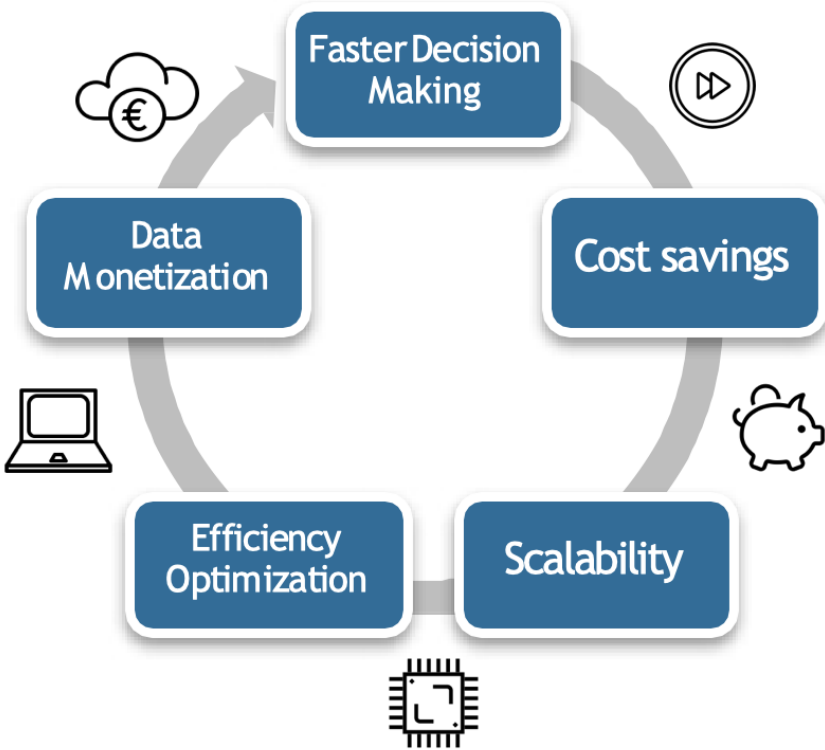 Faster Decision
Making
Cost savings
Scalability
Efficiency
Optimization
Data
Monetization
€